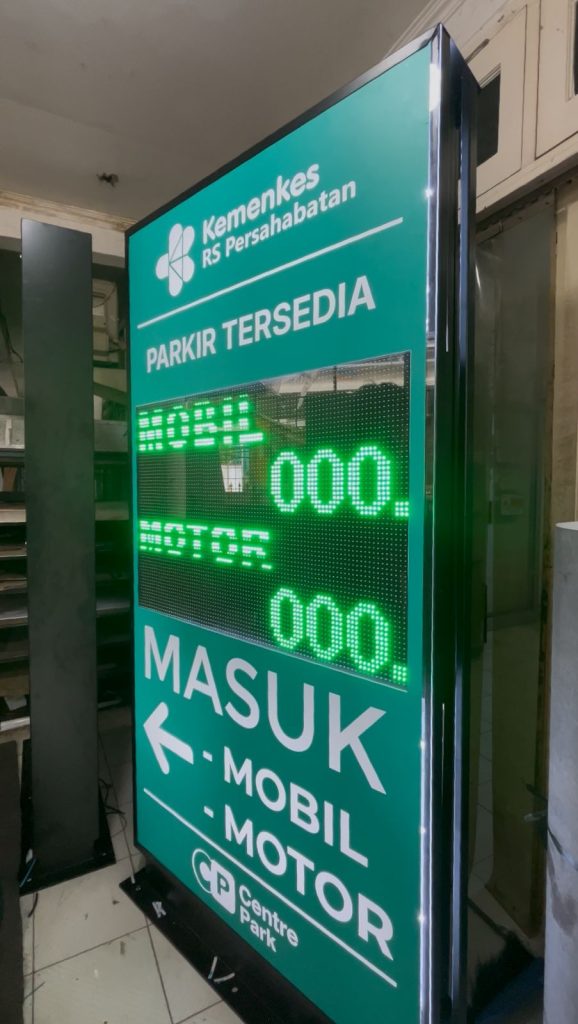 Kemenkes
RS Persahabatan
PARKIR TERSEDIA
MOBIL
000.
MOTOR
000.
MASUK
- MOBIL
- MOTOR
CP Centre
Park